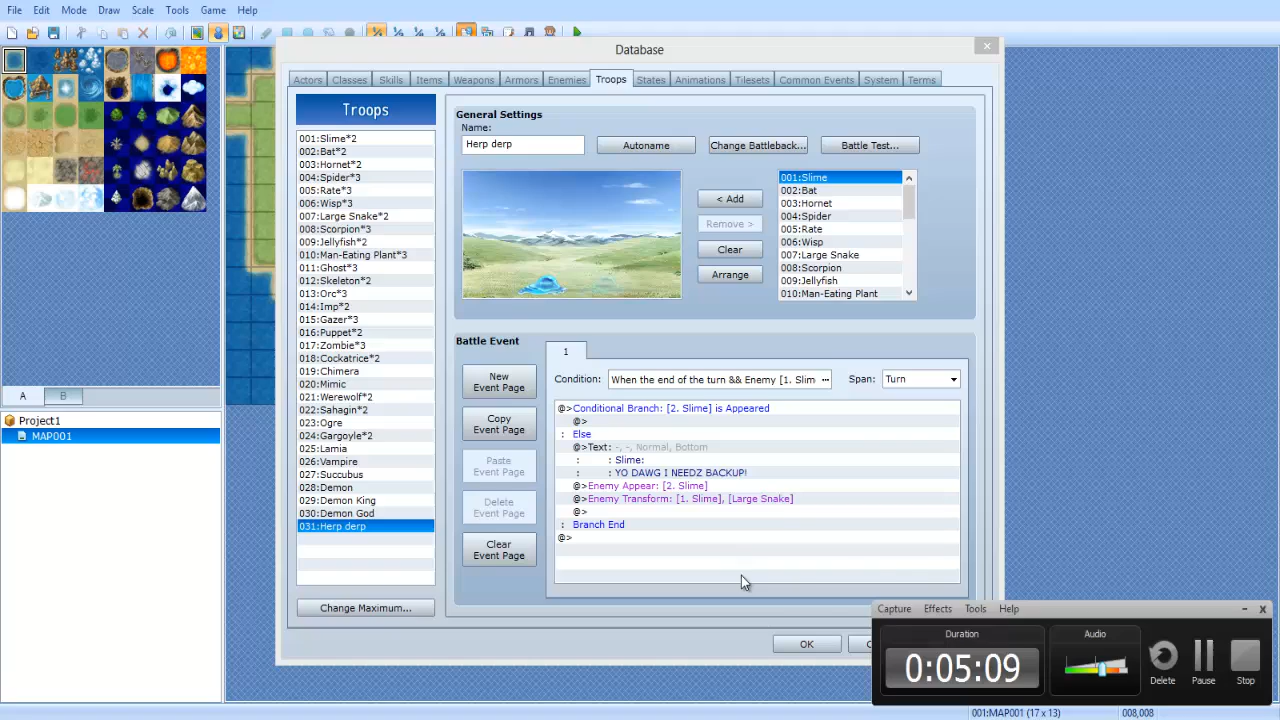 File Edit Mode Draw Scale Tools Game Help
Database
Actors Classes Skills Items Weapons Armors Enemies Troops States Animations Tilesets Common Events System Terms
Troops
001:Slime*2
002:Bat*2
003:Hornet*2
004:Spider*3
005:Rate*3
006:Wisp*3
007:Large Snake*2
008:Scorpion*3
009:Jellyfish*2
010:Man-Eating Plant*3
011:Ghost*3
012:Skeleton*2
013:Orc*3
014:Imp*2
015:Gazer*3
016:Puppet*2
017:Zombie*3
018:Cockatrice*2
019:Chimera
020:Mimic
021:Werewolf*2
022:Sahagin*2
023:Ogre
024:Gargoyle*2
025:Lamia
026:Vampire
027:Succubus
028:Demon
029:Demon King
030:Demon God
031:Herp derp
Change Maximum...
General Settings
Name:
Herp derp
Autoname Change Battleback... Battle Test...
< Add
Remove >
Clear
Arrange
001:Slime
002:Bat
003:Hornet
004:Spider
005:Rate
006:Wisp
007:Large Snake
008:Scorpion
009:Jellyfish
010:Man-Eating Plant
Battle Event
1
New
Event Page
Copy
Event Page
Paste
Event Page
Delete
Event Page
Clear
Event Page
Condition: When the end of the turn && Enemy [1. Slim ... Span: Turn
@>Conditional Branch: [2. Slime] is Appeared
@>
: Else
@>Text: -, -, Normal, Bottom
: : Slime:
: : YO DAWG I NEEDZ BACKUP!
@>Enemy Appear: [2. Slime]
@>Enemy Transform: [1. Slime], [Large Snake]
@>
: Branch End
@>
OK
A B
Project1
MAP001
Capture Effects Tools Help
Duration
0:05:09
Audio
Delete Pause Stop
001:MAP001 (17 x 13) 008,008